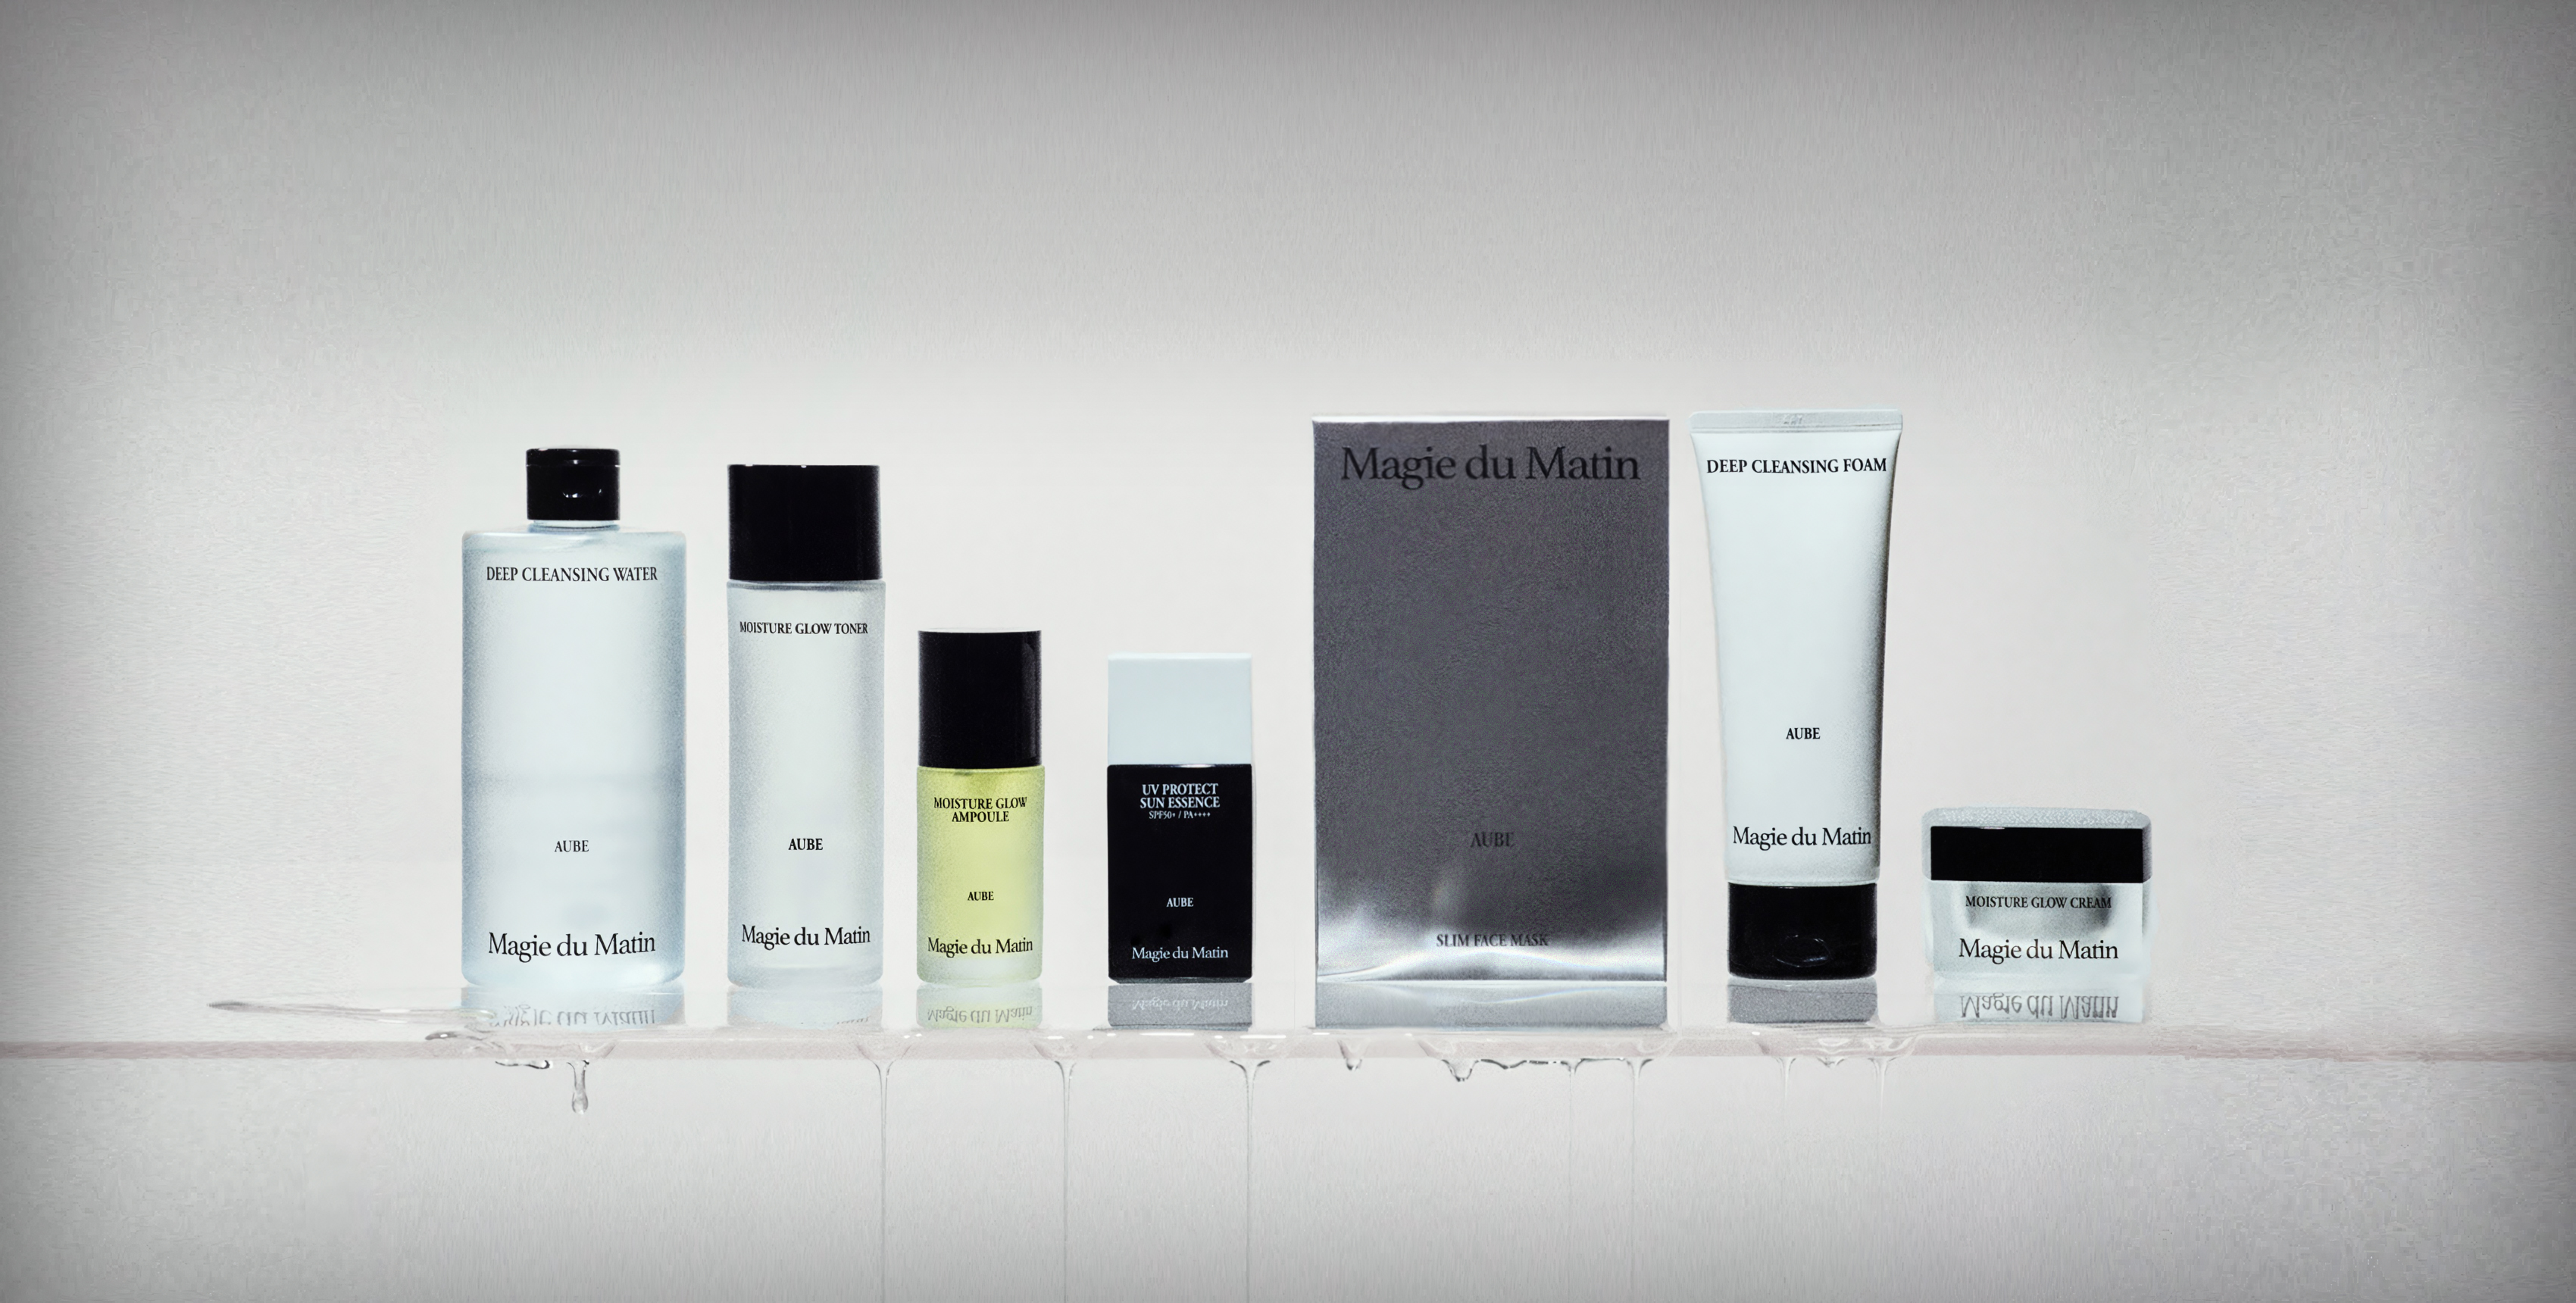 DEEP CLEANSING WATER
AUBE
Magie du Matin
MOISTURE GLOW TONER
AUBE
Magie du Matin
MOISTURE GLOW
AMPOULE
AUBE
Magie du Matin
UV PROTECT
SUN ESSENCE
SPF50+ / PA++++
AUBE
Magie du Matin
Magie du Matin
AUBE
SLIM FACE MASK
DEEP CLEANSING FOAM
AUBE
Magie du Matin
MOISTURE GLOW CREAM
Magie du Matin